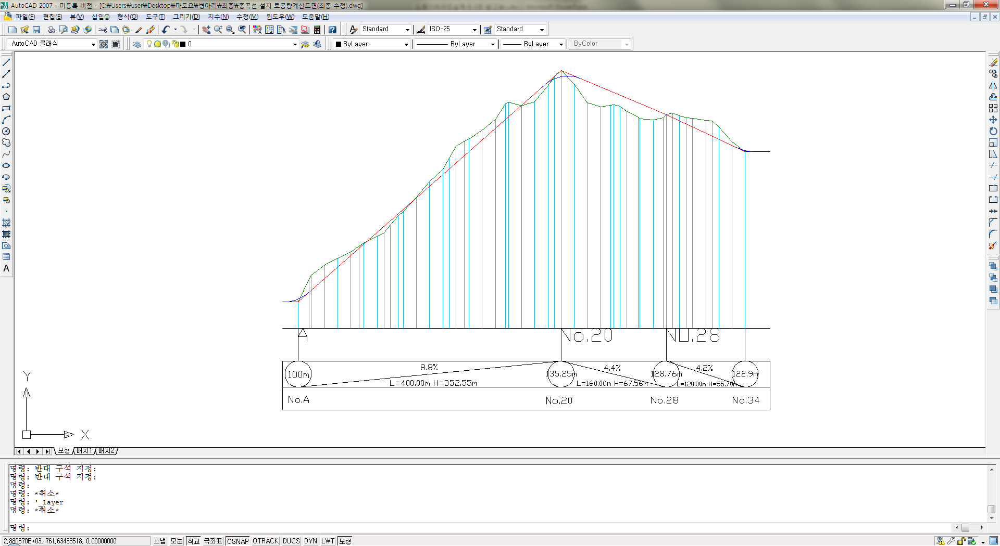 AutoCAD 2007 - 미등록 버전 - [C:₩Users₩user₩Desktop₩마도요₩병아리₩최종₩종곡선 설치 토공량계산도면(최종 수정).dwg]
파일(F) 편집(E) 뷰(V) 삽입(I) 형식(O) 도구(T) 그리기(D) 치수(N) 수정(M) 윈도우(W) 도움말(H)
Standard ISO-25 Standard
AutoCAD 클래식 0 ByLayer ByLayer ByLayer ByColor
A No.20 No.28
8.8% 4.4% 4.2%
100m 135.25m 128.76m 122.9m
L=400.00m H=352.55m L=160.00m H=67.56m L=120.00m H=55.70m
No.A No.20 No.28 No.34
Y
X
모형 배치1 배치2
명령: 반대 구석 지정:
명령: 반대 구석 지정:
명령:
명령: *취소*
명령: '_layer
명령: *취소*
명령:
2,880670E+03, 761,63433518, 0,00000000 스냅 모눈 직교 극좌표 OSNAP OTRACK DUCS DYN LWT 모형
A